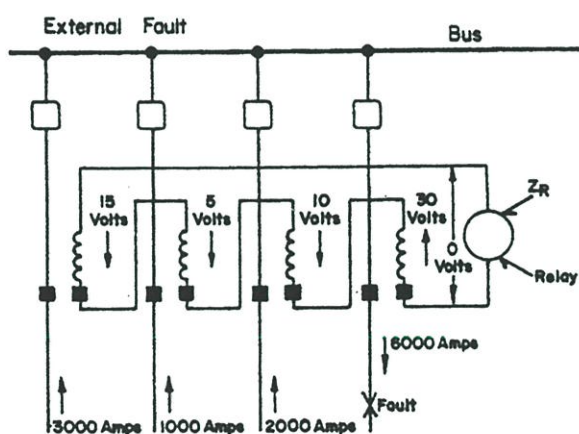 External Fault
Bus
15
Volts
5
Volts
10
Volts
30
Volts
0
Volts
ZR
Relay
6000 Amps
Fault
3000 Amps
1000 Amps
2000 Amps